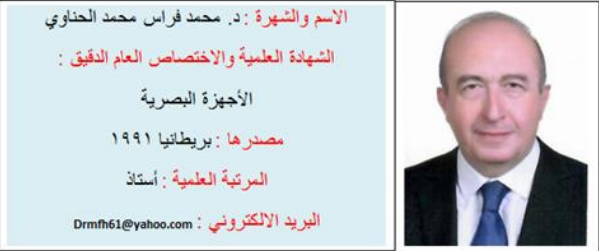 الاسم والشهرة : د. محمد فراس محمد الحناوي
الشهادة العلمية والاختصاص العام الدقيق :
الأجهزة البصرية
مصدرها : بريطانيا ١٩٩١
المرتبة العلمية : أستاذ
البريد الالكتروني : Drmfh61@yahoo.com